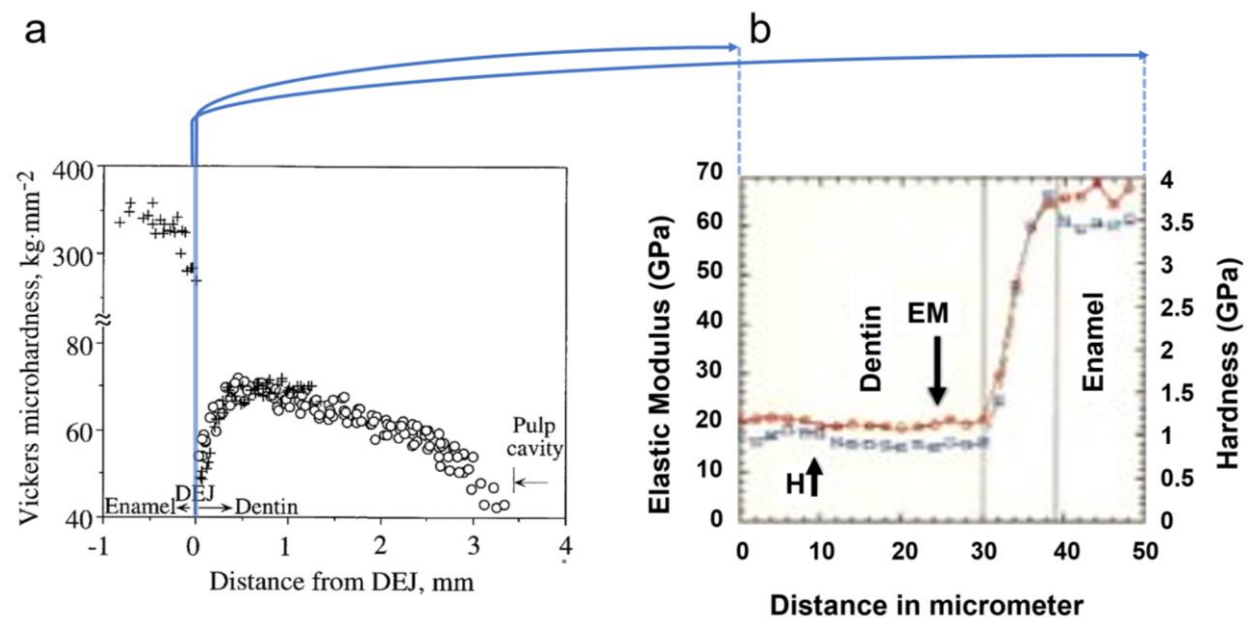 a
b
400
300
80
60
40
Vickers microhardness, kg·mm⁻²
Pulp
cavity
DEJ
Enamel
Dentin
-1 0 1 2 3 4
Distance from DEJ, mm
70
60
50
40
30
20
10
0
Elastic Modulus (GPa)
Dentin
EM
H
Enamel
4
3.5
3
2.5
2
1.5
1
0.5
0
Hardness (GPa)
0 10 20 30 40 50
Distance in micrometer